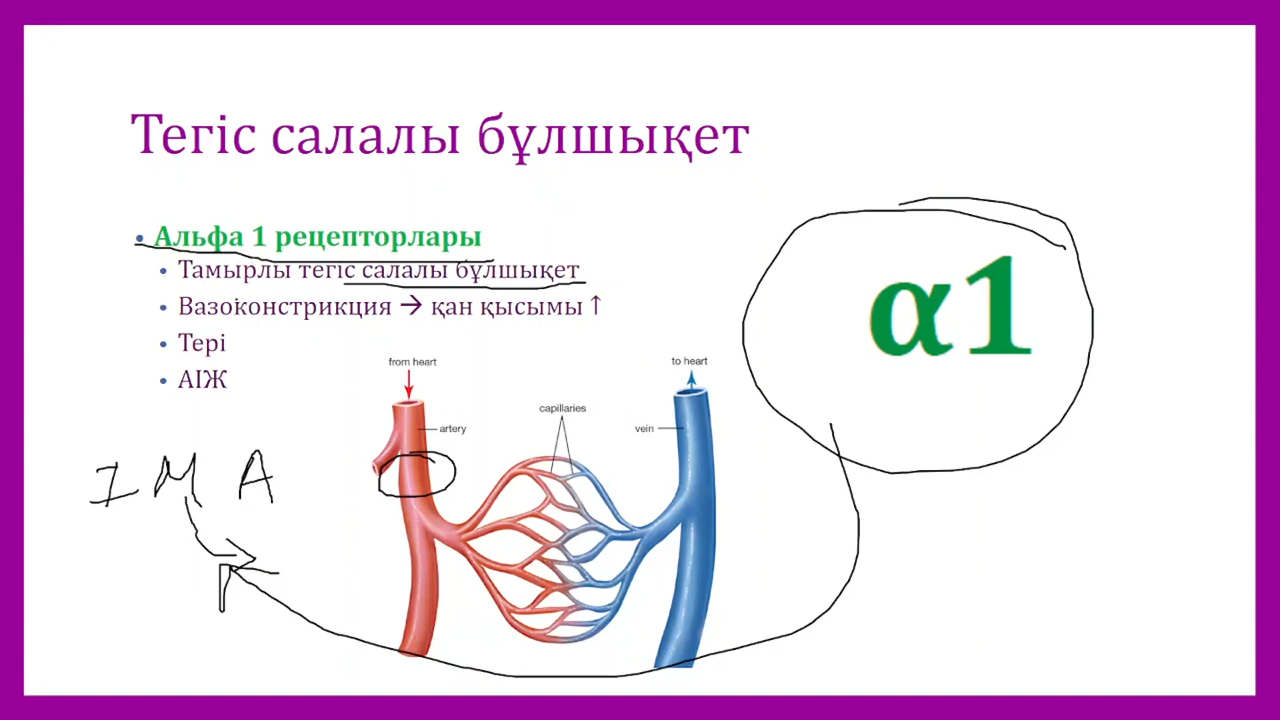 Тегіс салалы бұлшықет
• Альфа 1 рецепторлары
• Тамырлы тегіс салалы бұлшықет
• Вазоконстрикция → қан қысымы ↑
• Тері
• АІЖ
α1
from heart
to heart
artery
capillaries
vein
I M A